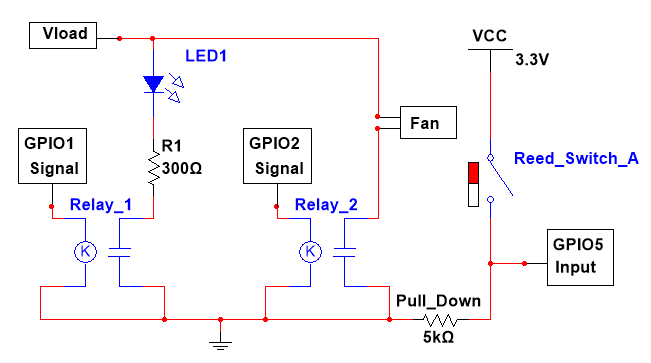 Vload
LED1
VCC
3.3V
Fan
GPIO1
Signal
R1
300Ω
GPIO2
Signal
Reed_Switch_A
Relay_1
Relay_2
K
K
GPIO5
Input
Pull_Down
5kΩ